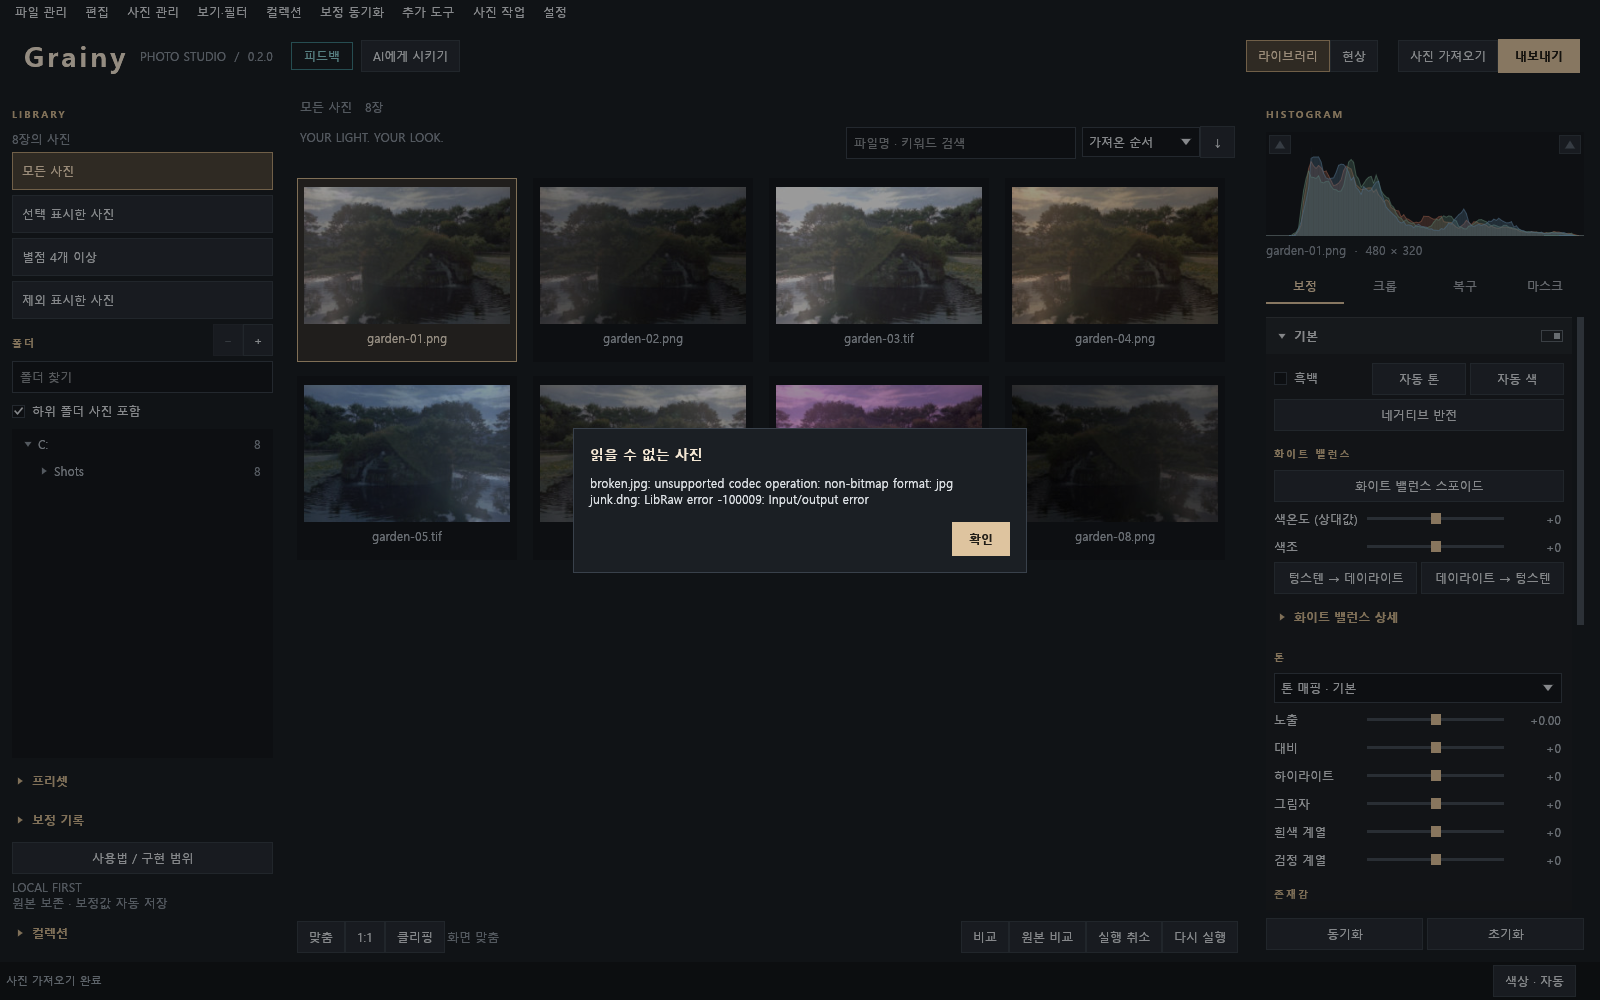 파일 관리 편집 사진 관리 보기·필터 컬렉션 보정 동기화 추가 도구 사진 작업 설정
Grainy PHOTO STUDIO / 0.2.0 피드백 AI에게 시키기 라이브러리 현상 사진 가져오기 내보내기
LIBRARY
8장의 사진
모든 사진
선택 표시한 사진
별점 4개 이상
제외 표시한 사진
폴더 − +
폴더 찾기
하위 폴더 사진 포함
C: 8
Shots 8
프리셋
보정 기록
사용법 / 구현 범위
LOCAL FIRST
원본 보존 · 보정값 자동 저장
컬렉션
모든 사진 8장
YOUR LIGHT. YOUR LOOK.
파일명 · 키워드 검색 가져온 순서 ↓
garden-01.png garden-02.png garden-03.tif garden-04.png
garden-05.tif garden-08.png
읽을 수 없는 사진
broken.jpg: unsupported codec operation: non-bitmap format: jpg
junk.dng: LibRaw error -100009: Input/output error
확인
맞춤 1:1 클리핑 화면 맞춤 비교 원본 비교 실행 취소 다시 실행
HISTOGRAM
garden-01.png · 480 × 320
보정 크롭 복구 마스크
기본
흑백 자동 톤 자동 색
네거티브 반전
화이트 밸런스
화이트 밸런스 스포이드
색온도 (상대값) +0
색조 +0
텅스텐 → 데이라이트 데이라이트 → 텅스텐
화이트 밸런스 상세
톤
톤 매핑 · 기본
노출 +0.00
대비 +0
하이라이트 +0
그림자 +0
흰색 계열 +0
검정 계열 +0
존재감
동기화 초기화
사진 가져오기 완료 색상 · 자동